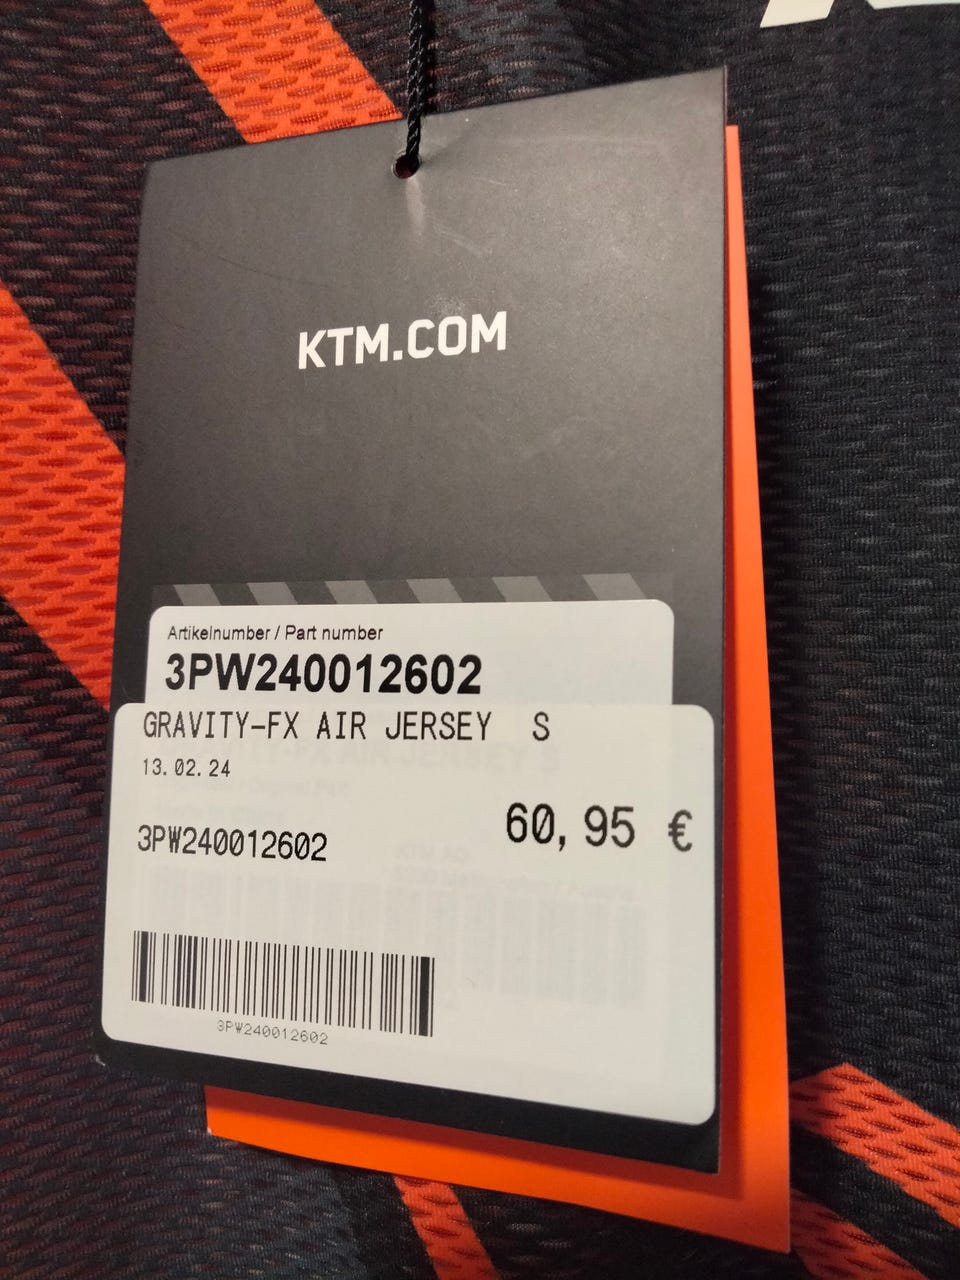 KTM.COM
Artikelnumber / Part number
3PW240012602
GRAVITY-FX AIR JERSEY S
13.02.24
60,95 €
3PW240012602
3PW240012602